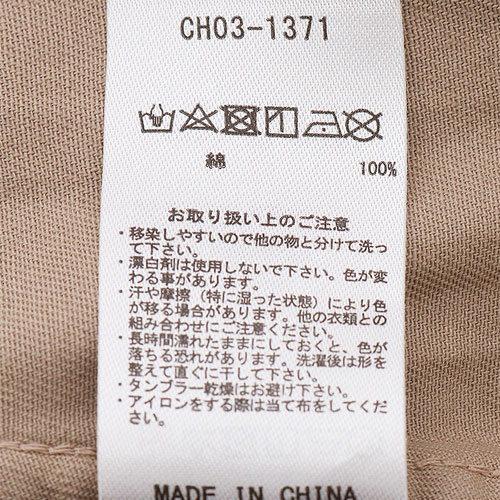 CH03-1371
綿 100%
お取り扱い上のご注意
・移染しやすいので他の物と分けて洗っ
て下さい。
・漂白剤は使用しないで下さい。色が変
わる事があります。
・汗や摩擦（特に湿った状態）により色
が移る場合があります。他の衣類との
組み合わせにご注意ください。
・長時間濡れたままにしておくと、色が
落ちる恐れがあります。洗濯後は形を
整えて直ぐに干して下さい。
・タンブラー乾燥はお避け下さい。
・アイロンをする際は当て布をしてくだ
さい。
MADE IN CHINA